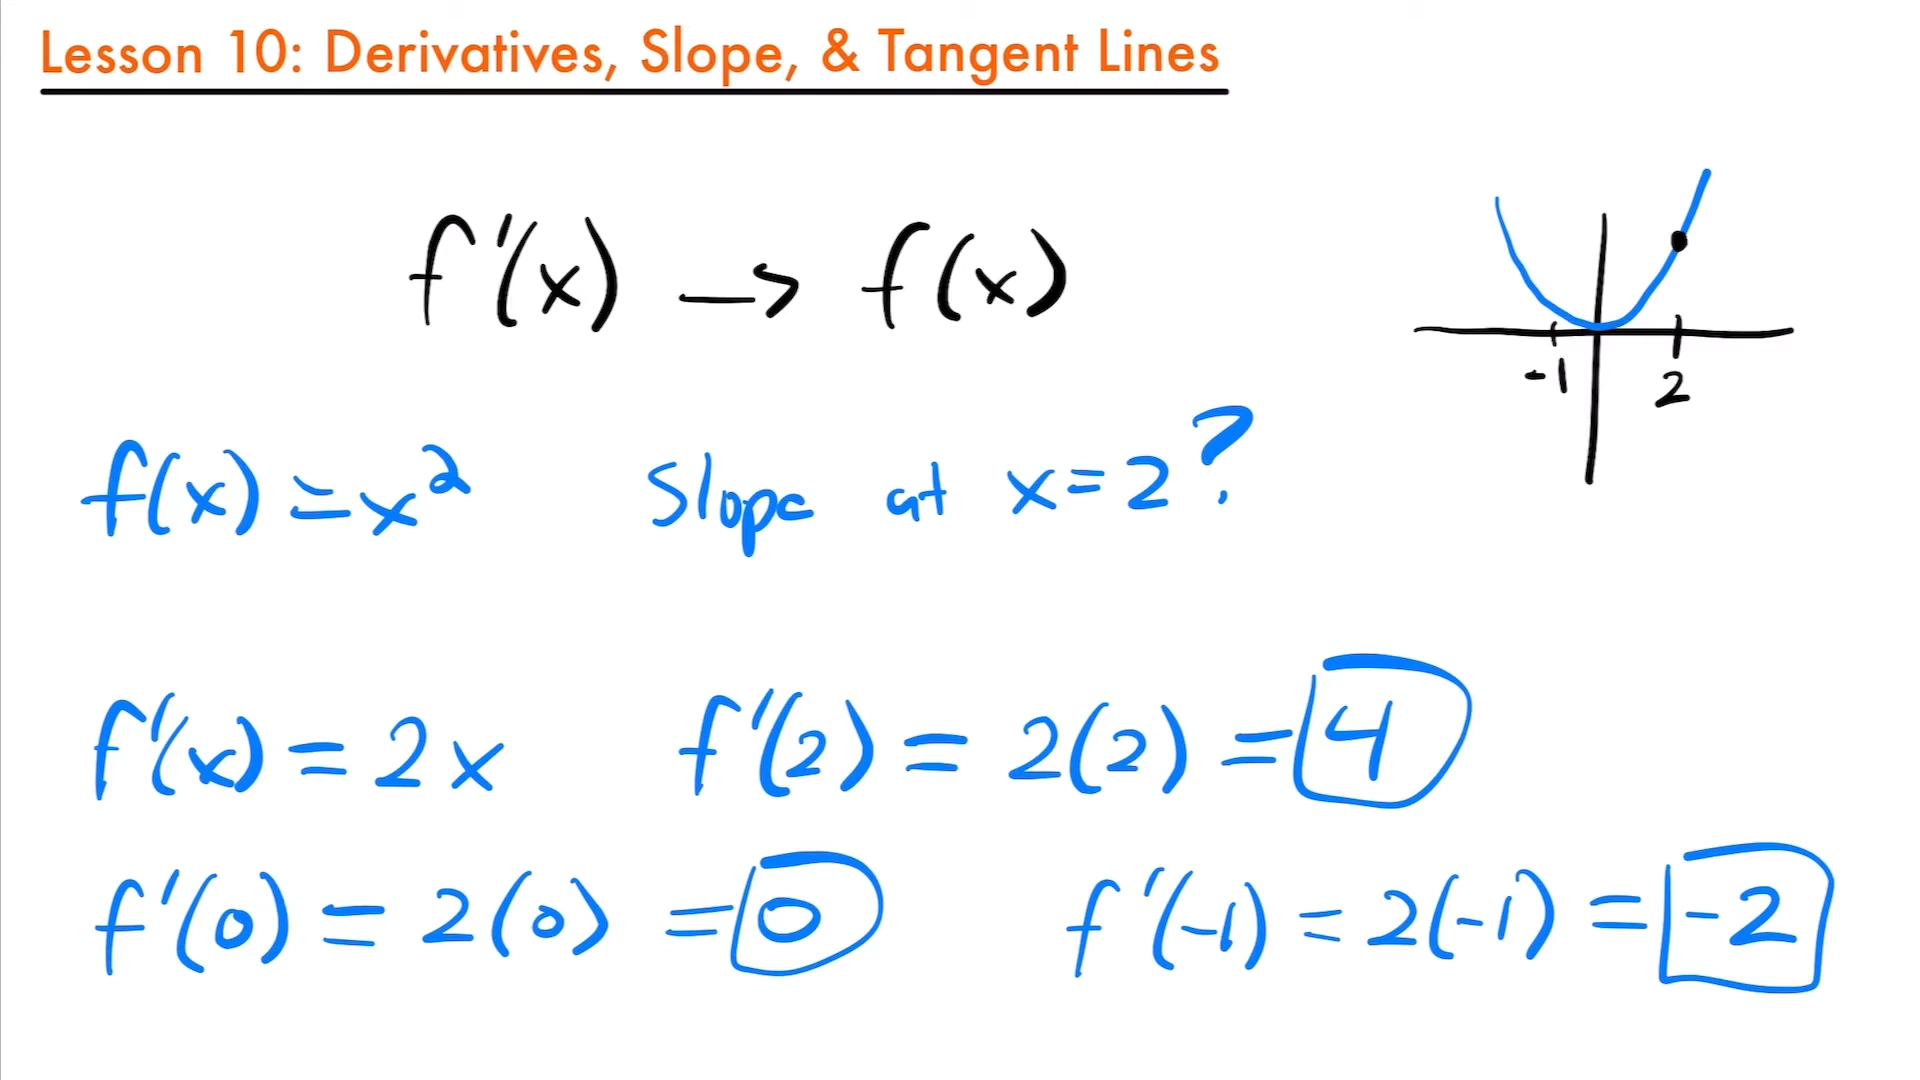 Lesson 10: Derivatives, Slope, & Tangent Lines
f'(x) → f(x)
-1 2
f(x) = x² Slope at x=2?
f'(x) = 2x f'(2) = 2(2) = 4
f'(0) = 2(0) = 0 f'(-1) = 2(-1) = -2